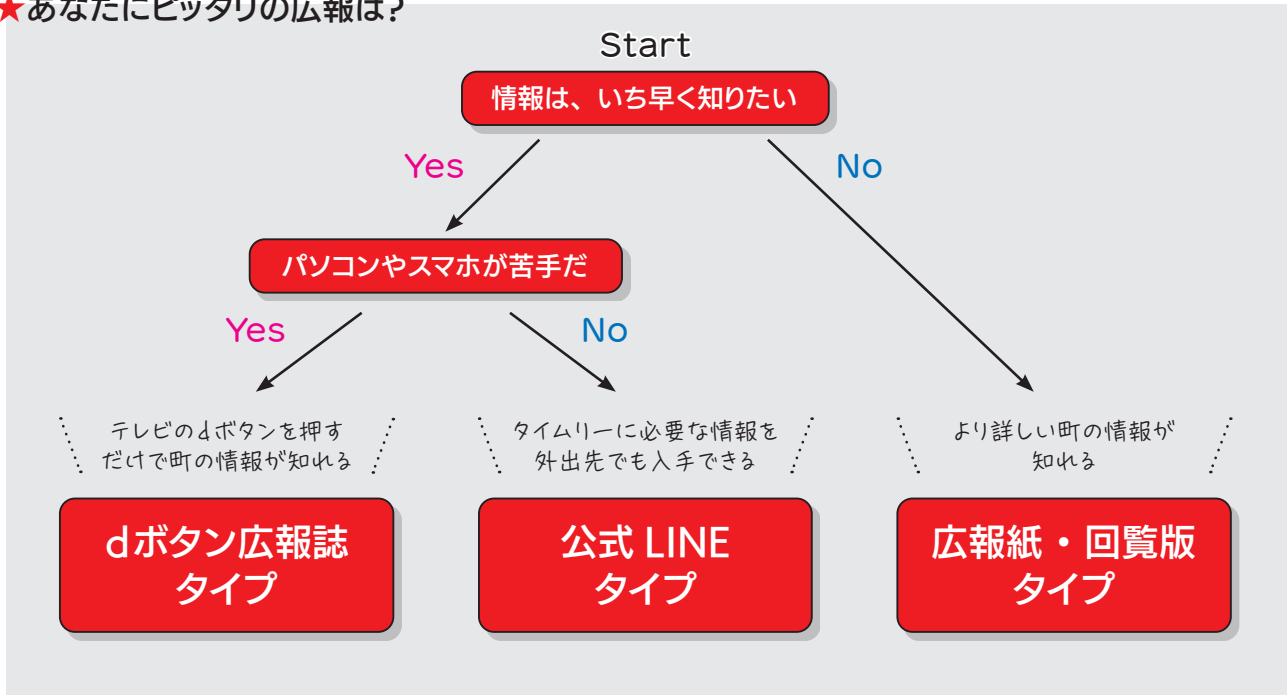 ★あなたにピッタリの広報は?
Start
情報は、いち早く知りたい
Yes
No
パソコンやスマホが苦手だ
Yes
No
テレビのdボタンを押す
だけで町の情報が知れる
タイムリーに必要な情報を
外出先でも入手できる
より詳しい町の情報が
知れる
dボタン広報誌
タイプ
公式 LINE
タイプ
広報紙・回覧版
タイプ